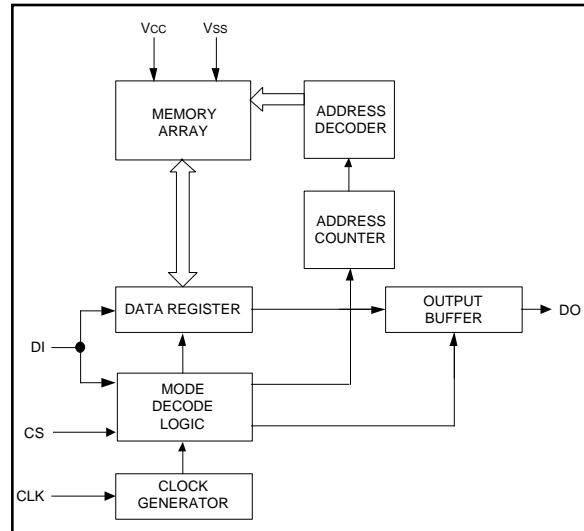 VCC
VSS
MEMORY
ARRAY
ADDRESS
DECODER
ADDRESS
COUNTER
DATA REGISTER
OUTPUT
BUFFER
DO
DI
MODE
DECODE
LOGIC
CS
CLK
CLOCK
GENERATOR